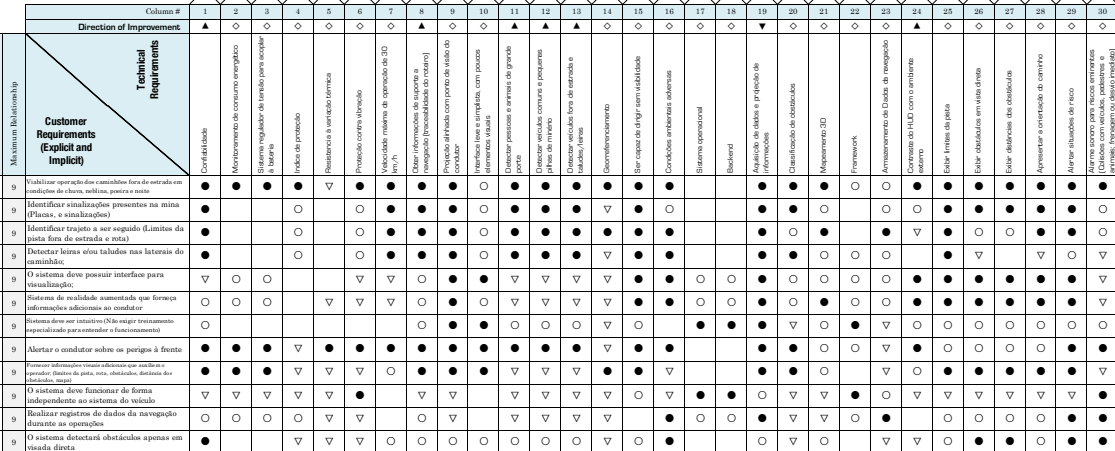 Column # 1 2 3 4 5 6 7 8 9 10 11 12 13 14 15 16 17 18 19 20 21 22 23 24 25 26 27 28 29 30
Direction of Improvement ▲ ◇ ◇ ◇ ◇ ◇ ◇ ▲ ◇ ◇ ▲ ▲ ▲ ◇ ◇ ◇ ◇ ◇ ▼ ◇ ◇ ◇ ◇ ▲ ◇ ◇ ◇ ◇ ◇ ◇
Maximum Relationship
Technical
Requirements
Customer
Requirements
(Explicit and
Implicit)
Confiabilidade
Monitoramento de consumo energético
Sistema regulador de tensão para acoplar
à bateria
Índice de proteção
Resistencia à variação térmica
Proteção contra vibração
Velocidade máxima de operação de 30
km/h
Obter informações de suporte a
navegação (traceabilidade do roteiro)
Projeção alinhada com ponto de visão do
condutor
Interface leve e simplista, com poucos
elementos visuais
Detectar pessoas e animais de grande
porte
Detectar veículos comuns e pequenas
pilhas de minério
Detectar veículos fora de estrada e
taludes/leiras
Georreferenciamento
Ser capaz de dirigir sem visibilidade
Condições ambientais adversas
Sistema operacional
Backend
Aquisição de dados e projeção de
informações
Classificação de obstáculos
Mapeamento 3D
Framework
Armazenamento de Dados da navegação
Contraste do HUD com o ambiente
externo
Exibir limites da pista
Exibir obstáculos em vista direta
Exibir distâncias dos obstáculos
Apresentar a orientação do caminho
Alertar situações de risco
Alarme sonoro para riscos eminentes
(Colisões com veículos, pedestres e
animais; frenagem ou desvio imediato)
9 Viabilizar operação dos caminhões fora de estrada em
condições de chuva, neblina, poeira e noite
9 Identificar sinalizações presentes na mina
(Placas, e sinalizações)
9 Identificar trajeto a ser seguido (Limites da
pista fora de estrada e rota)
9 Detectar leiras e/ou taludes nas laterais do
caminhão;
9 O sistema deve possuir interface para
visualização;
9 Sistema de realidade aumentada que forneça
informações adicionais ao condutor
9 Sistema deve ser intuitivo (Não exigir treinamento
especializado para entender o funcionamento)
9 Alertar o condutor sobre os perigos à frente
9 Fornecer informações visuais adicionais que auxiliem o
operador; (limites da pista, rota, obstáculos, distância dos
obstáculos, mapa)
9 O sistema deve funcionar de forma
independente ao sistema do veículo
9 Realizar registros de dados da navegação
durante as operações
9 O sistema detectará obstáculos apenas em
visada direta